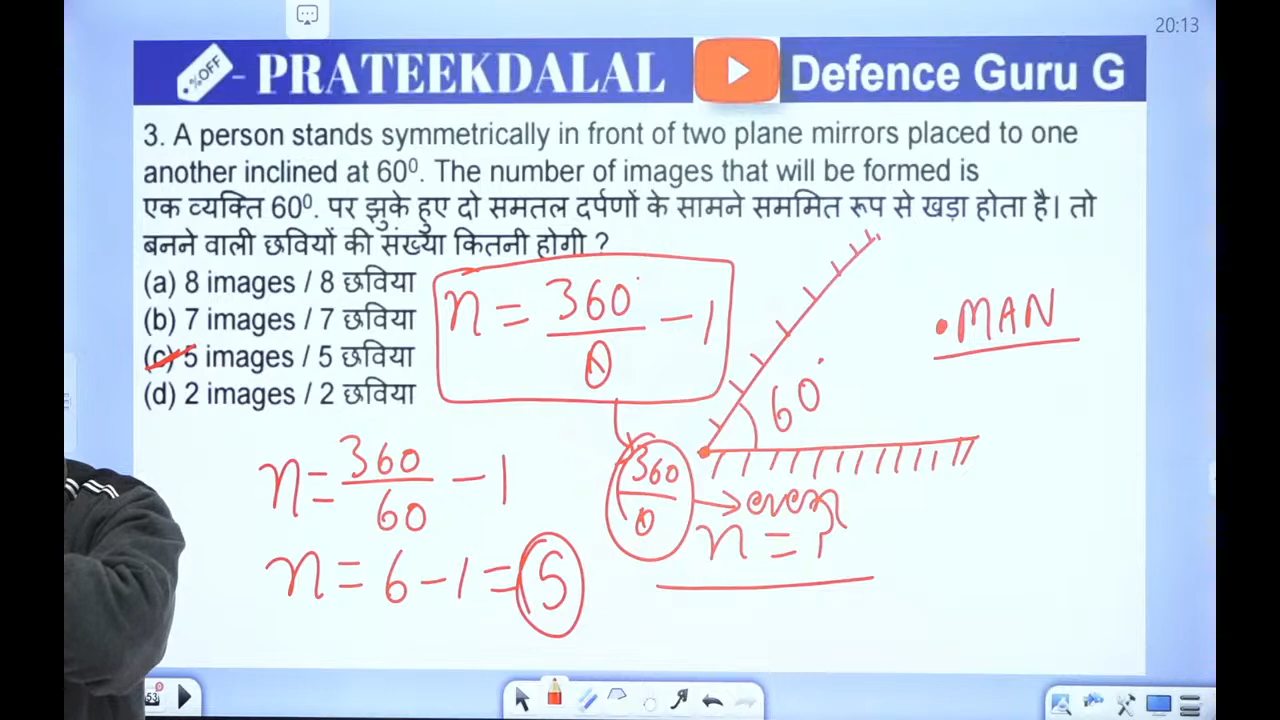 20:13
%OFF - PRATEEKDALAL Defence Guru G
3. A person stands symmetrically in front of two plane mirrors placed to one
another inclined at 60⁰. The number of images that will be formed is
एक व्यक्ति 60⁰. पर झुके हुए दो समतल दर्पणों के सामने सममित रूप से खड़ा होता है। तो
बनने वाली छवियों की संख्या कितनी होगी ?
(a) 8 images / 8 छविया
(b) 7 images / 7 छविया
(c) 5 images / 5 छविया
(d) 2 images / 2 छविया
n = 360° / θ - 1
MAN
60°
n = 360 / 60 - 1
n = 6 - 1 = 5
360 / θ → even
n =
53